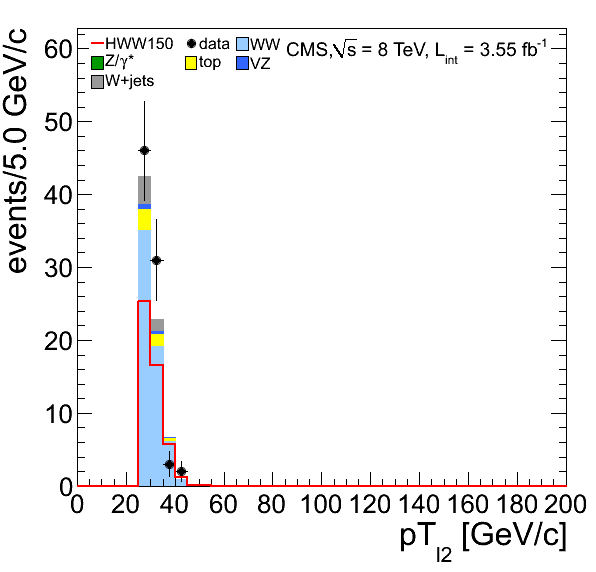 HWW150 data WW CMS,√s = 8 TeV, L_int = 3.55 fb⁻¹
Z/γ* top VZ
W+jets
events/5.0 GeV/c
60
50
40
30
20
10
0
0 20 40 60 80 100 120 140 160 180 200
pT_l2 [GeV/c]